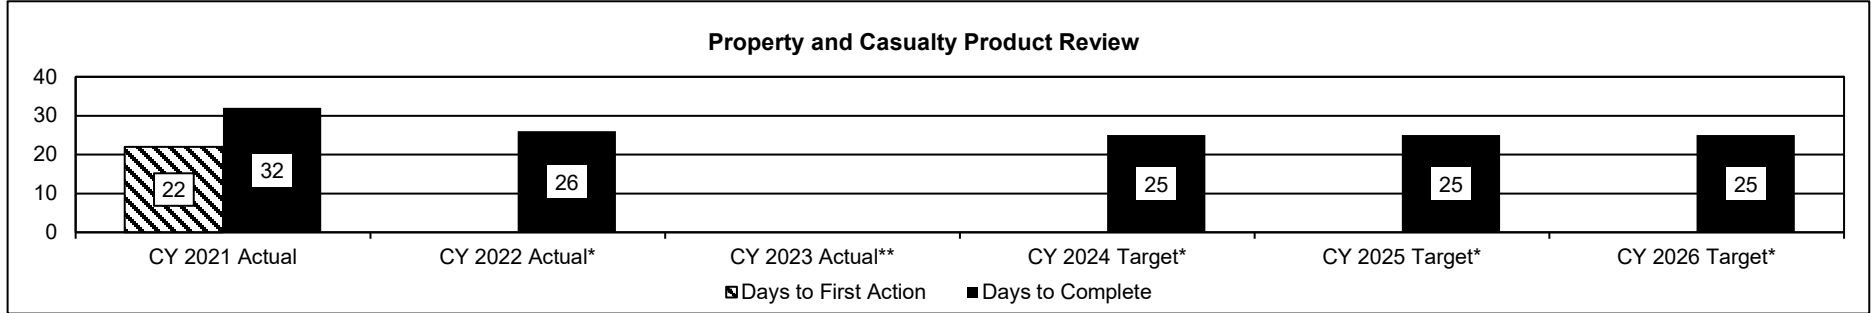 Property and Casualty Product Review
40
30
20
10
0
22
32
26
25
25
25
CY 2021 Actual
CY 2022 Actual*
CY 2023 Actual**
CY 2024 Target*
CY 2025 Target*
CY 2026 Target*
Days to First Action
Days to Complete